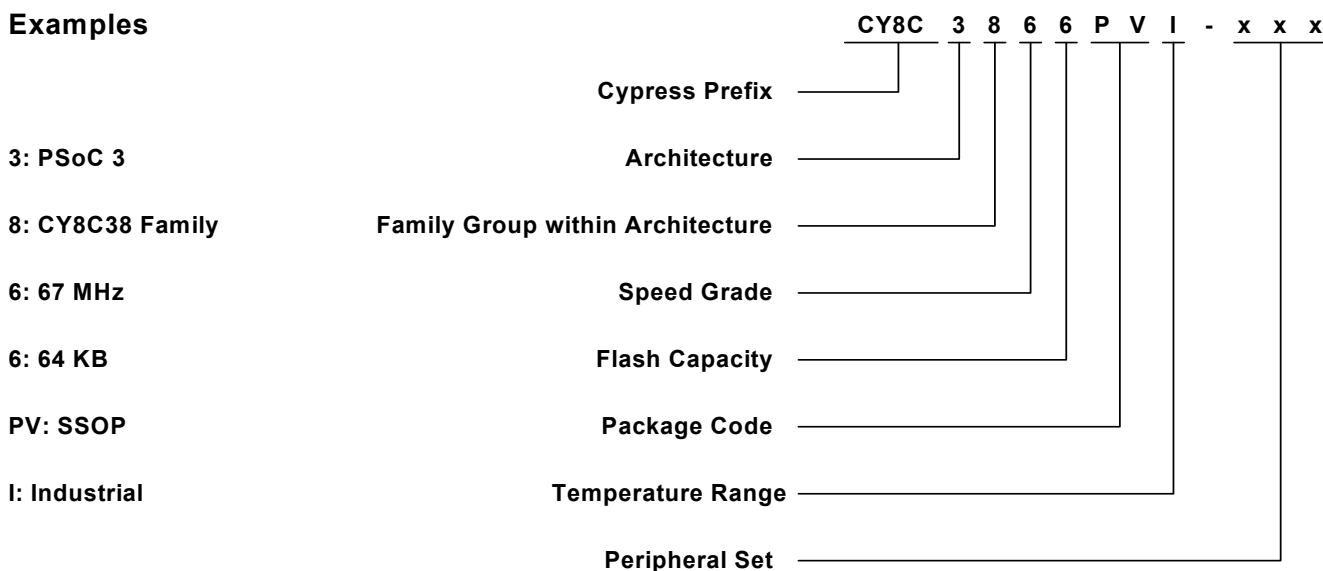 Examples CY8C 3 8 6 6 P V I - x x x
Cypress Prefix
3: PSoC 3 Architecture
8: CY8C38 Family Family Group within Architecture
6: 67 MHz Speed Grade
6: 64 KB Flash Capacity
PV: SSOP Package Code
I: Industrial Temperature Range
Peripheral Set